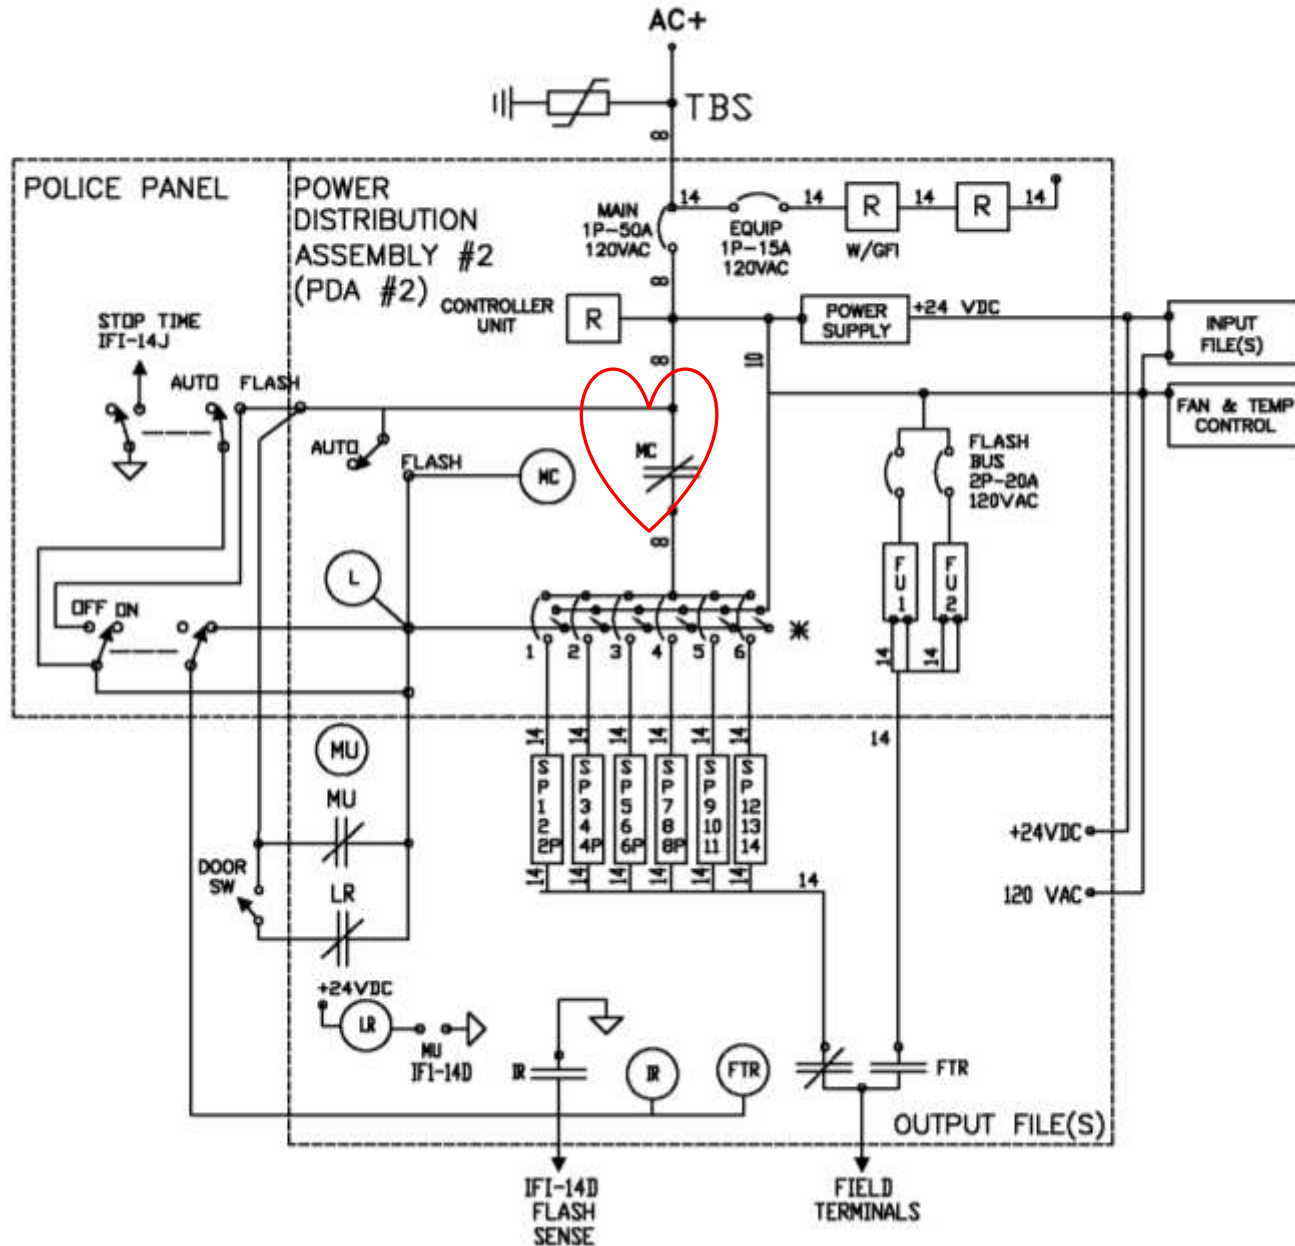 AC+
TBS
8
POLICE PANEL
POWER
DISTRIBUTION
ASSEMBLY #2
(PDA #2)
MAIN
1P-50A
120VAC
14
EQUIP
1P-15A
120VAC
14
R
W/GFI
14
R
14
8
CONTROLLER
UNIT
R
POWER
SUPPLY
+24 VDC
INPUT
FILE(S)
8
10
STOP TIME
IFI-14J
AUTO FLASH
FAN & TEMP
CONTROL
AUTO
FLASH
MC
MC
FLASH
BUS
2P-20A
120VAC
8
FU1
FU2
L
OFF ON
1
2
3
4
5
6
*
14
14
14
14
14
14
14
14
14
MU
MU
SP
1
2
2P
SP
3
4
4P
SP
5
6
6P
SP
7
8
8P
SP
9
10
11
SP
12
13
14
+24VDC
DOOR
SW
LR
14
14
14
14
14
14
14
120 VAC
+24VDC
LR
MU
IFI-14D
IR
IR
FTR
FTR
OUTPUT FILE(S)
IFI-14D
FLASH
SENSE
FIELD
TERMINALS